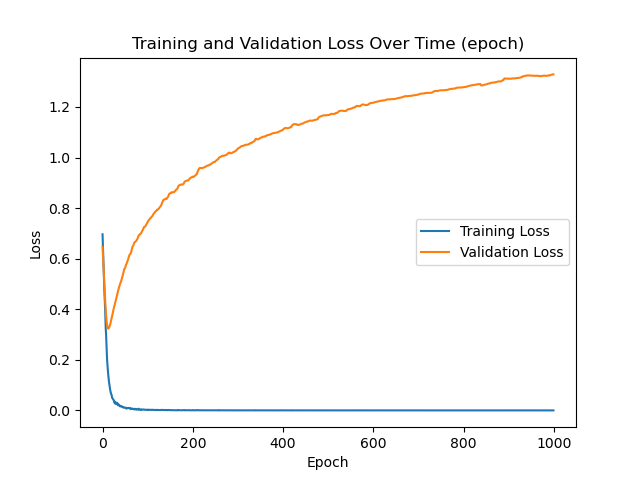 Training and Validation Loss Over Time (epoch)
Loss
1.2
1.0
0.8
0.6
0.4
0.2
0.0
Training Loss
Validation Loss
0 200 400 600 800 1000
Epoch